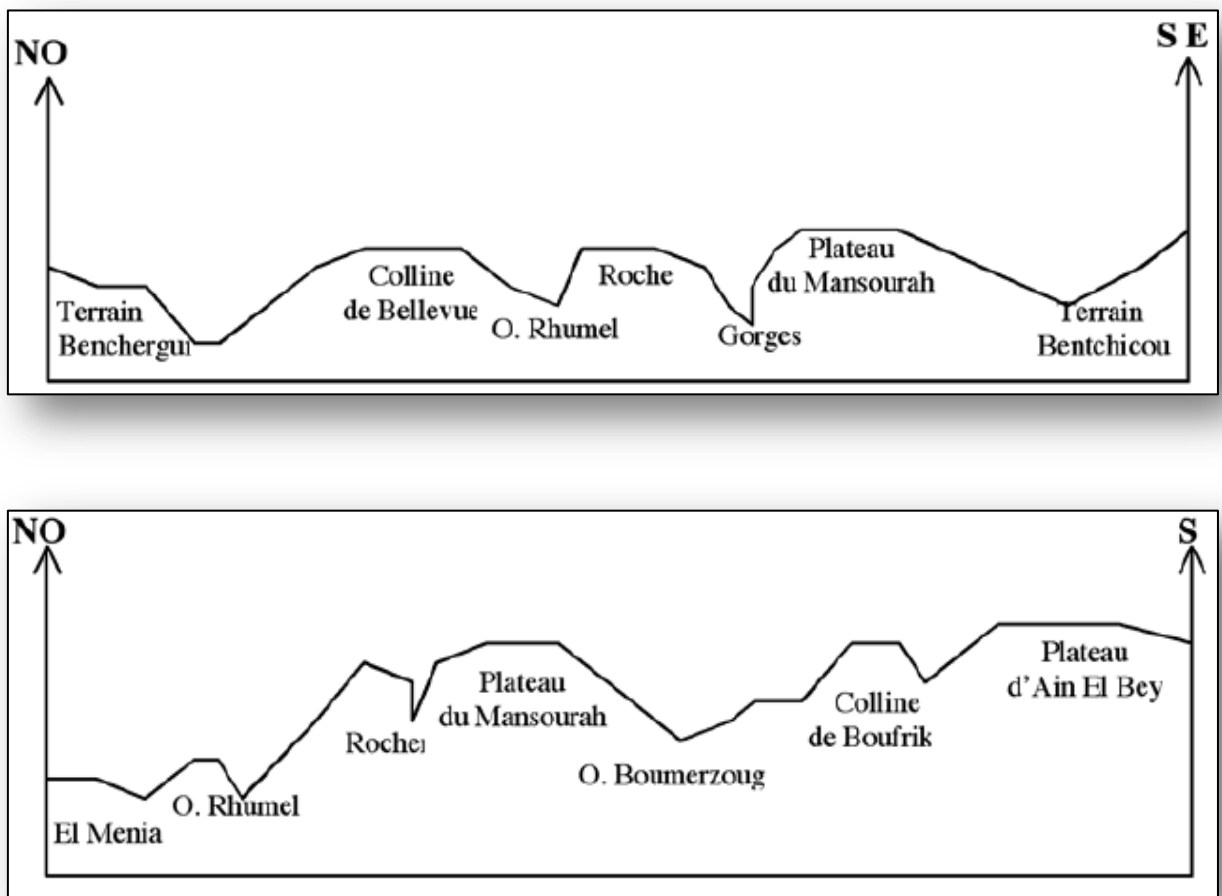 NO
S E
Terrain
Benchergui
Colline
de Bellevue
O. Rhumel
Roche
Gorges
Plateau
du Mansourah
Terrain
Bentchicou
NO
S
El Menia
O. Rhumel
Rocher
Plateau
du Mansourah
O. Boumerzoug
Colline
de Boufrik
Plateau
d’Ain El Bey